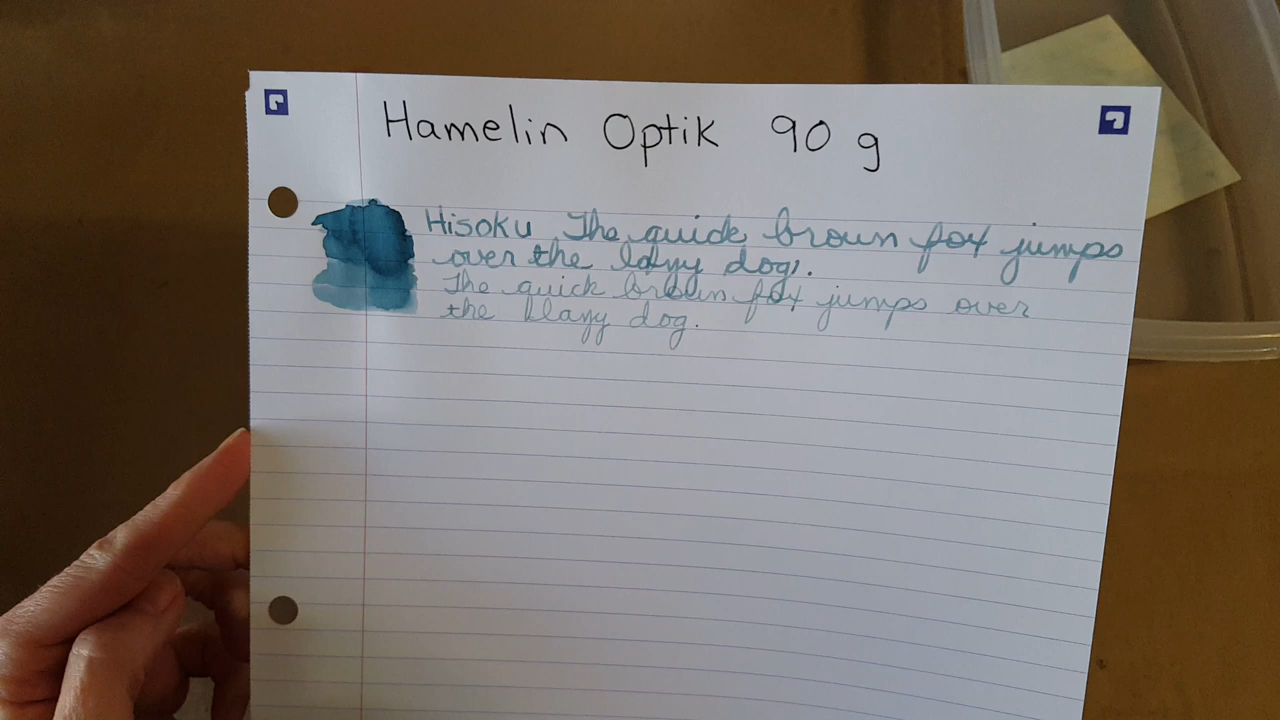 Hamelin Optik 90 g
Hisoku The quick brown fox jumps
over the lazy dog.
The quick brown fox jumps over
the lazy dog.